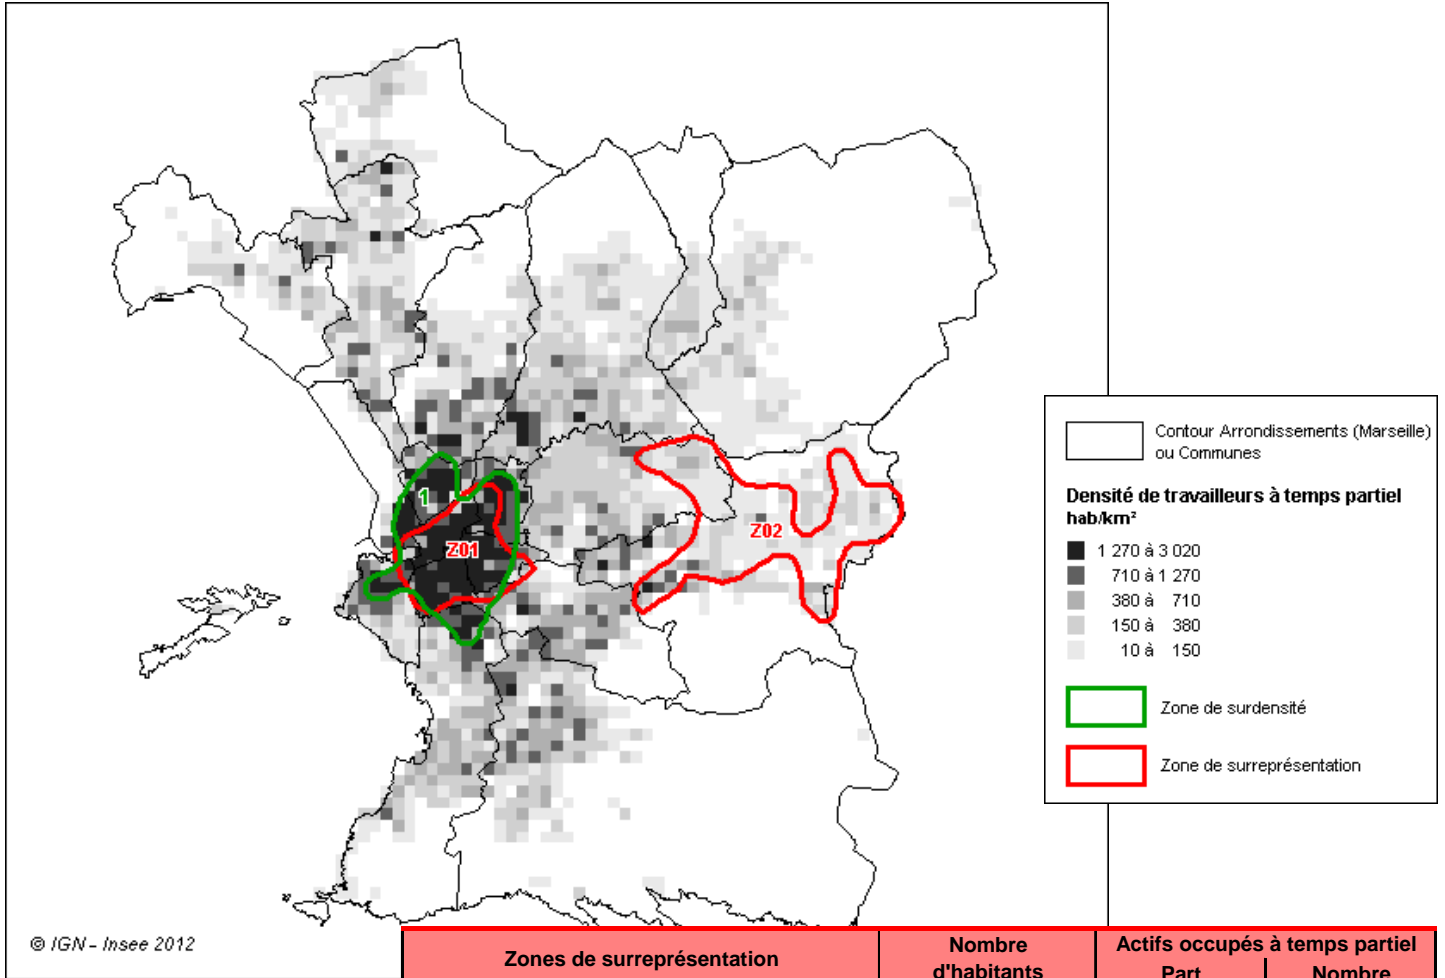 1
Z01
Z02
Contour Arrondissements (Marseille)
ou Communes
Densité de travailleurs à temps partiel
hab/km²
1 270 à 3 020
710 à 1 270
380 à 710
150 à 380
10 à 150
Zone de surdensité
Zone de surreprésentation
© IGN - Insee 2012
Zones de surreprésentation
Nombre
d'habitants
Actifs occupés à temps partiel
Part
Nombre